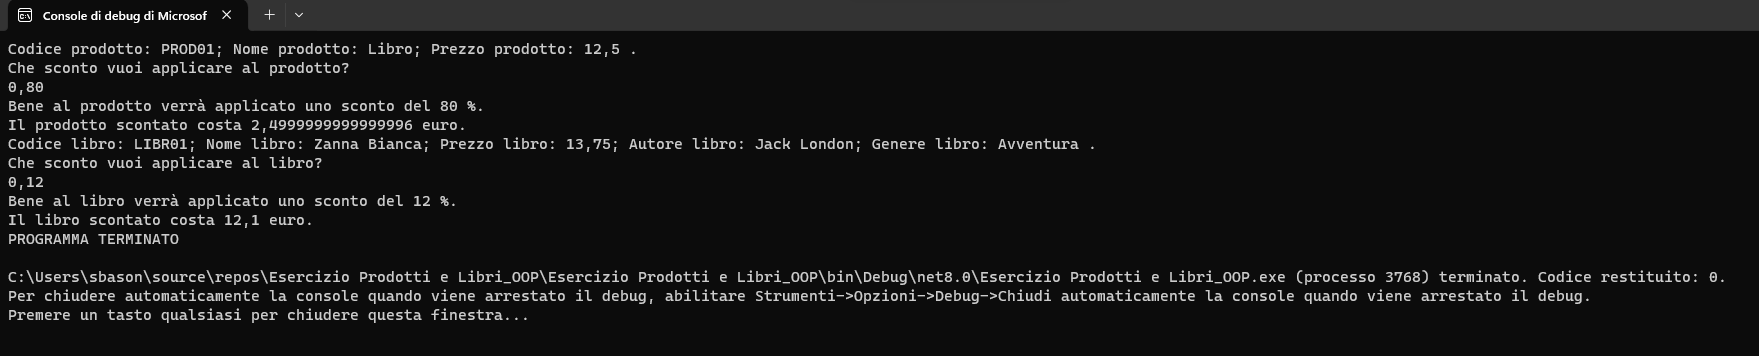 Console di debug di Microsof
Codice prodotto: PROD01; Nome prodotto: Libro; Prezzo prodotto: 12,5 .
Che sconto vuoi applicare al prodotto?
0,80
Bene al prodotto verrà applicato uno sconto del 80 %.
Il prodotto scontato costa 2,4999999999999996 euro.
Codice libro: LIBR01; Nome libro: Zanna Bianca; Prezzo libro: 13,75; Autore libro: Jack London; Genere libro: Avventura .
Che sconto vuoi applicare al libro?
0,12
Bene al libro verrà applicato uno sconto del 12 %.
Il libro scontato costa 12,1 euro.
PROGRAMMA TERMINATO
C:\Users\sbason\source\repos\Esercizio Prodotti e Libri_OOP\Esercizio Prodotti e Libri_OOP\bin\Debug\net8.0\Esercizio Prodotti e Libri_OOP.exe (processo 3768) terminato. Codice restituito: 0.
Per chiudere automaticamente la console quando viene arrestato il debug, abilitare Strumenti->Opzioni->Debug->Chiudi automaticamente la console quando viene arrestato il debug.
Premere un tasto qualsiasi per chiudere questa finestra...